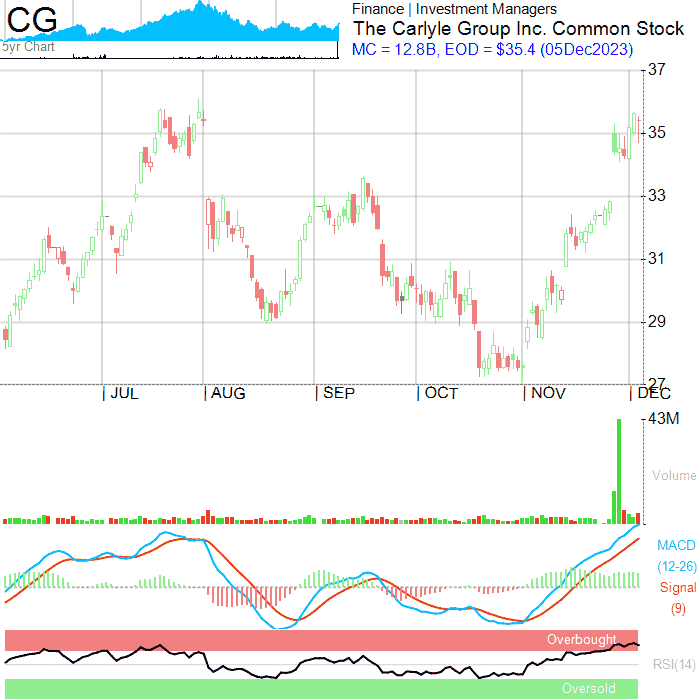 CG
5yr Chart
Finance | Investment Managers
The Carlyle Group Inc. Common Stock
MC = 12.8B, EOD = $35.4 (05Dec2023)
37
35
33
31
29
27
| JUL | AUG | SEP | OCT | NOV | DEC
43M
Volume
MACD
(12-26)
Signal
(9)
Overbought
RSI(14)
Oversold